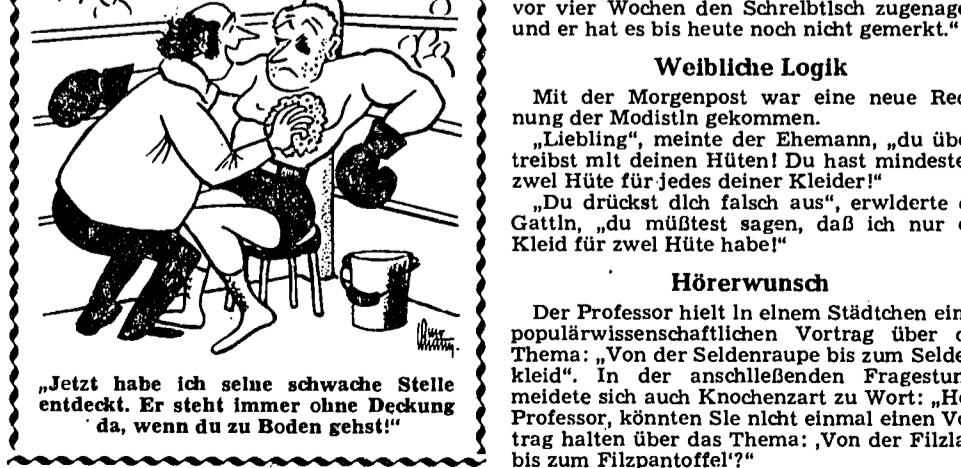 „Jetzt habe ich seine schwache Stelle
entdeckt. Er steht immer ohne Deckung
da, wenn du zu Boden gehst!“
vor vier Wochen den Schreibtisch zugenage
und er hat es bis heute noch nicht gemerkt.“
Weibliche Logik
Mit der Morgenpost war eine neue Rec
nung der Modistin gekommen.
„Liebling“, meinte der Ehemann, „du übe
treibst mit deinen Hüten! Du hast mindeste
zwei Hüte für jedes deiner Kleider!“
„Du drückst dich falsch aus“, erwiderte
Gattin, „du müßtest sagen, daß ich nur
Kleid für zwei Hüte habe!“
Hörerwunsch
Der Professor hielt in einem Städtchen ein
populärwissenschaftlichen Vortrag über
Thema: „Von der Seidenraupe bis zum Seide
kleid“. In der anschließenden Fragestun
meldete sich auch Knochenzart zu Wort: „He
Professor, könnten Sie nicht einmal einen Vo
trag halten über das Thema: ‚Von der Filzla
bis zum Filzpantoffel‘?“